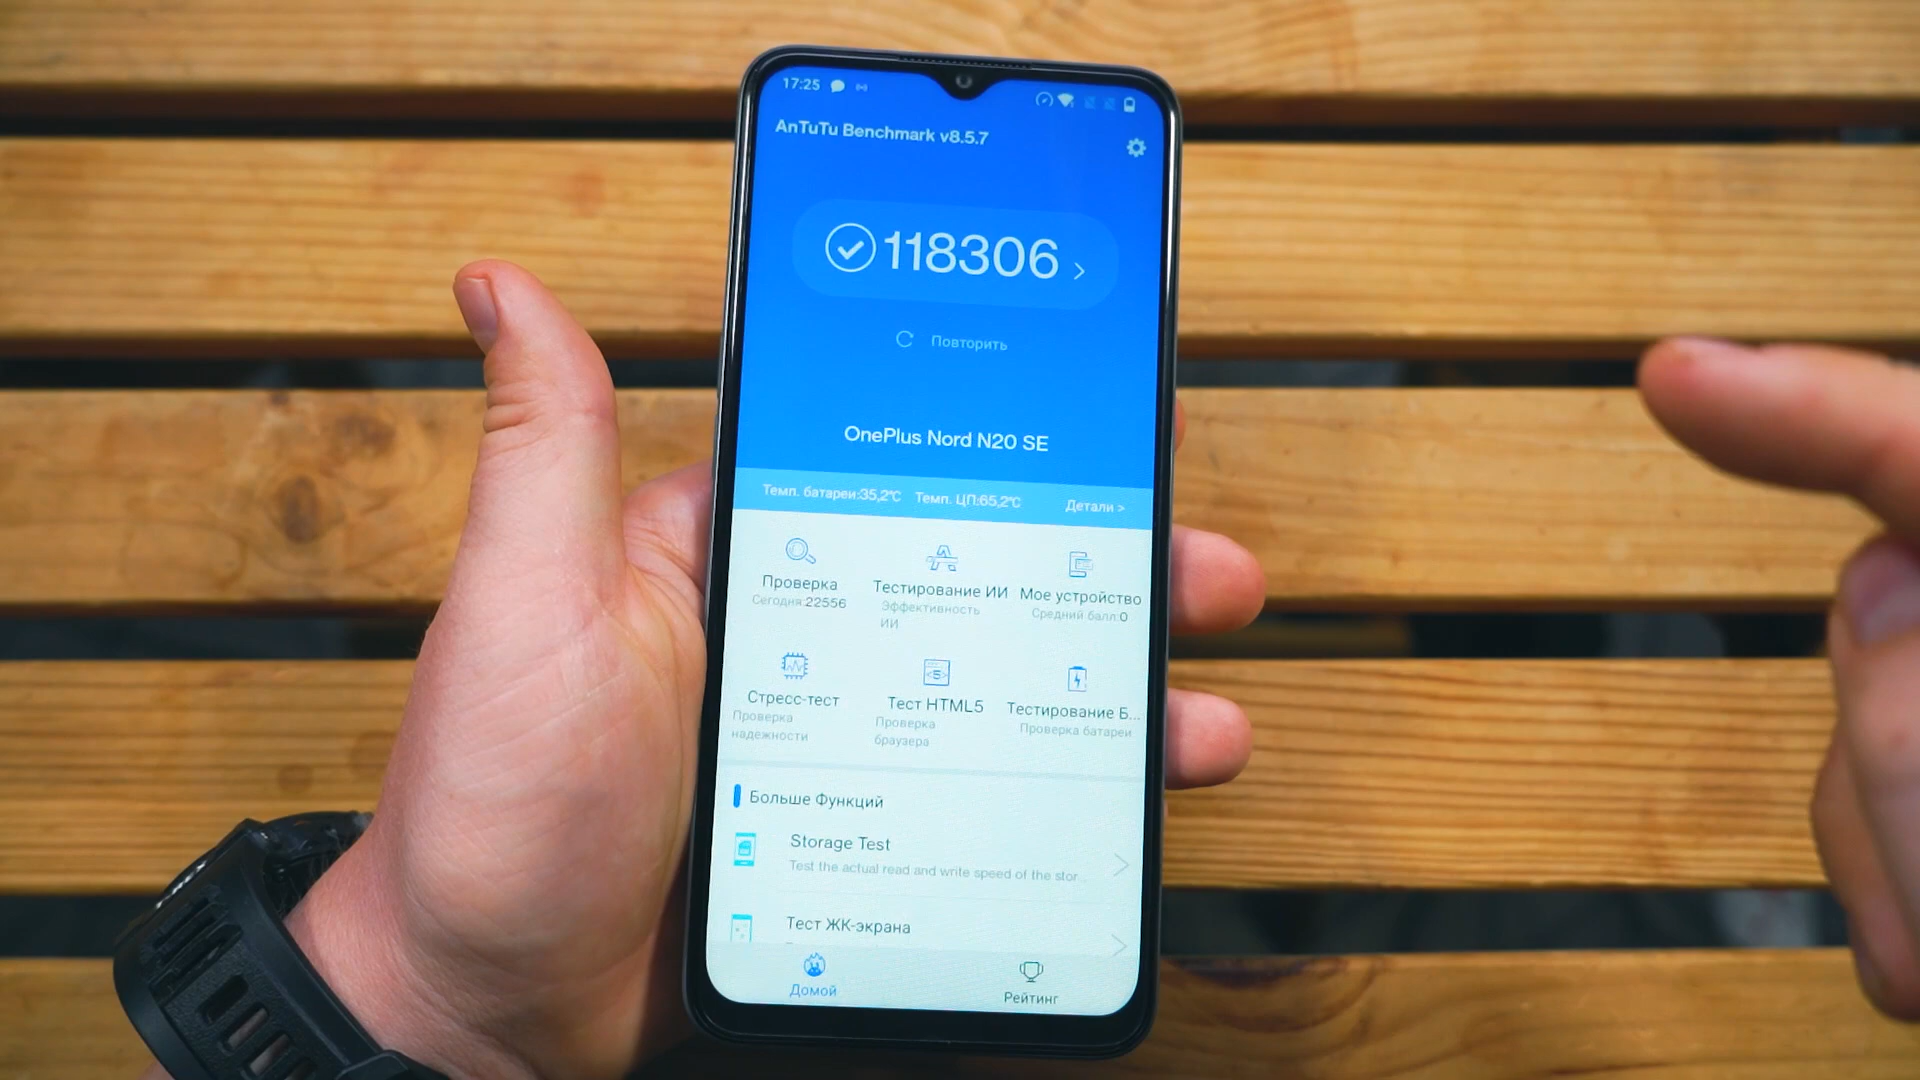 17:25
AnTuTu Benchmark v8.5.7
118306
Повторить
OnePlus Nord N20 SE
Темп. батареи:35,2℃ Темп. ЦП:65,2℃ Детали >
Проверка
Сегодня:22556
Тестирование ИИ
Эффективность
ИИ
Мое устройство
Средний балл:0
Стресс-тест
Проверка
надежности
Тест HTML5
Проверка
браузера
Тестирование Б...
Проверка батареи
Больше Функций
Storage Test
Test the actual read and write speed of the stor...
Тест ЖК-экрана
Домой
Рейтинг